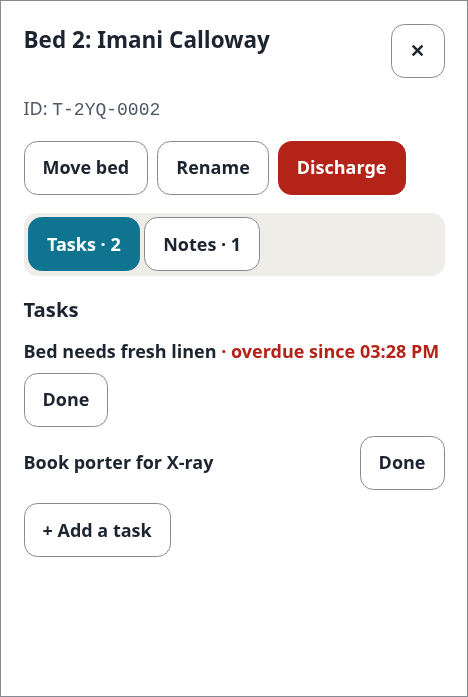 Bed 2: Imani Calloway
×
ID: T-2YQ-0002
Move bed Rename Discharge
Tasks · 2 Notes · 1
Tasks
Bed needs fresh linen · overdue since 03:28 PM
Done
Book porter for X-ray Done
+ Add a task